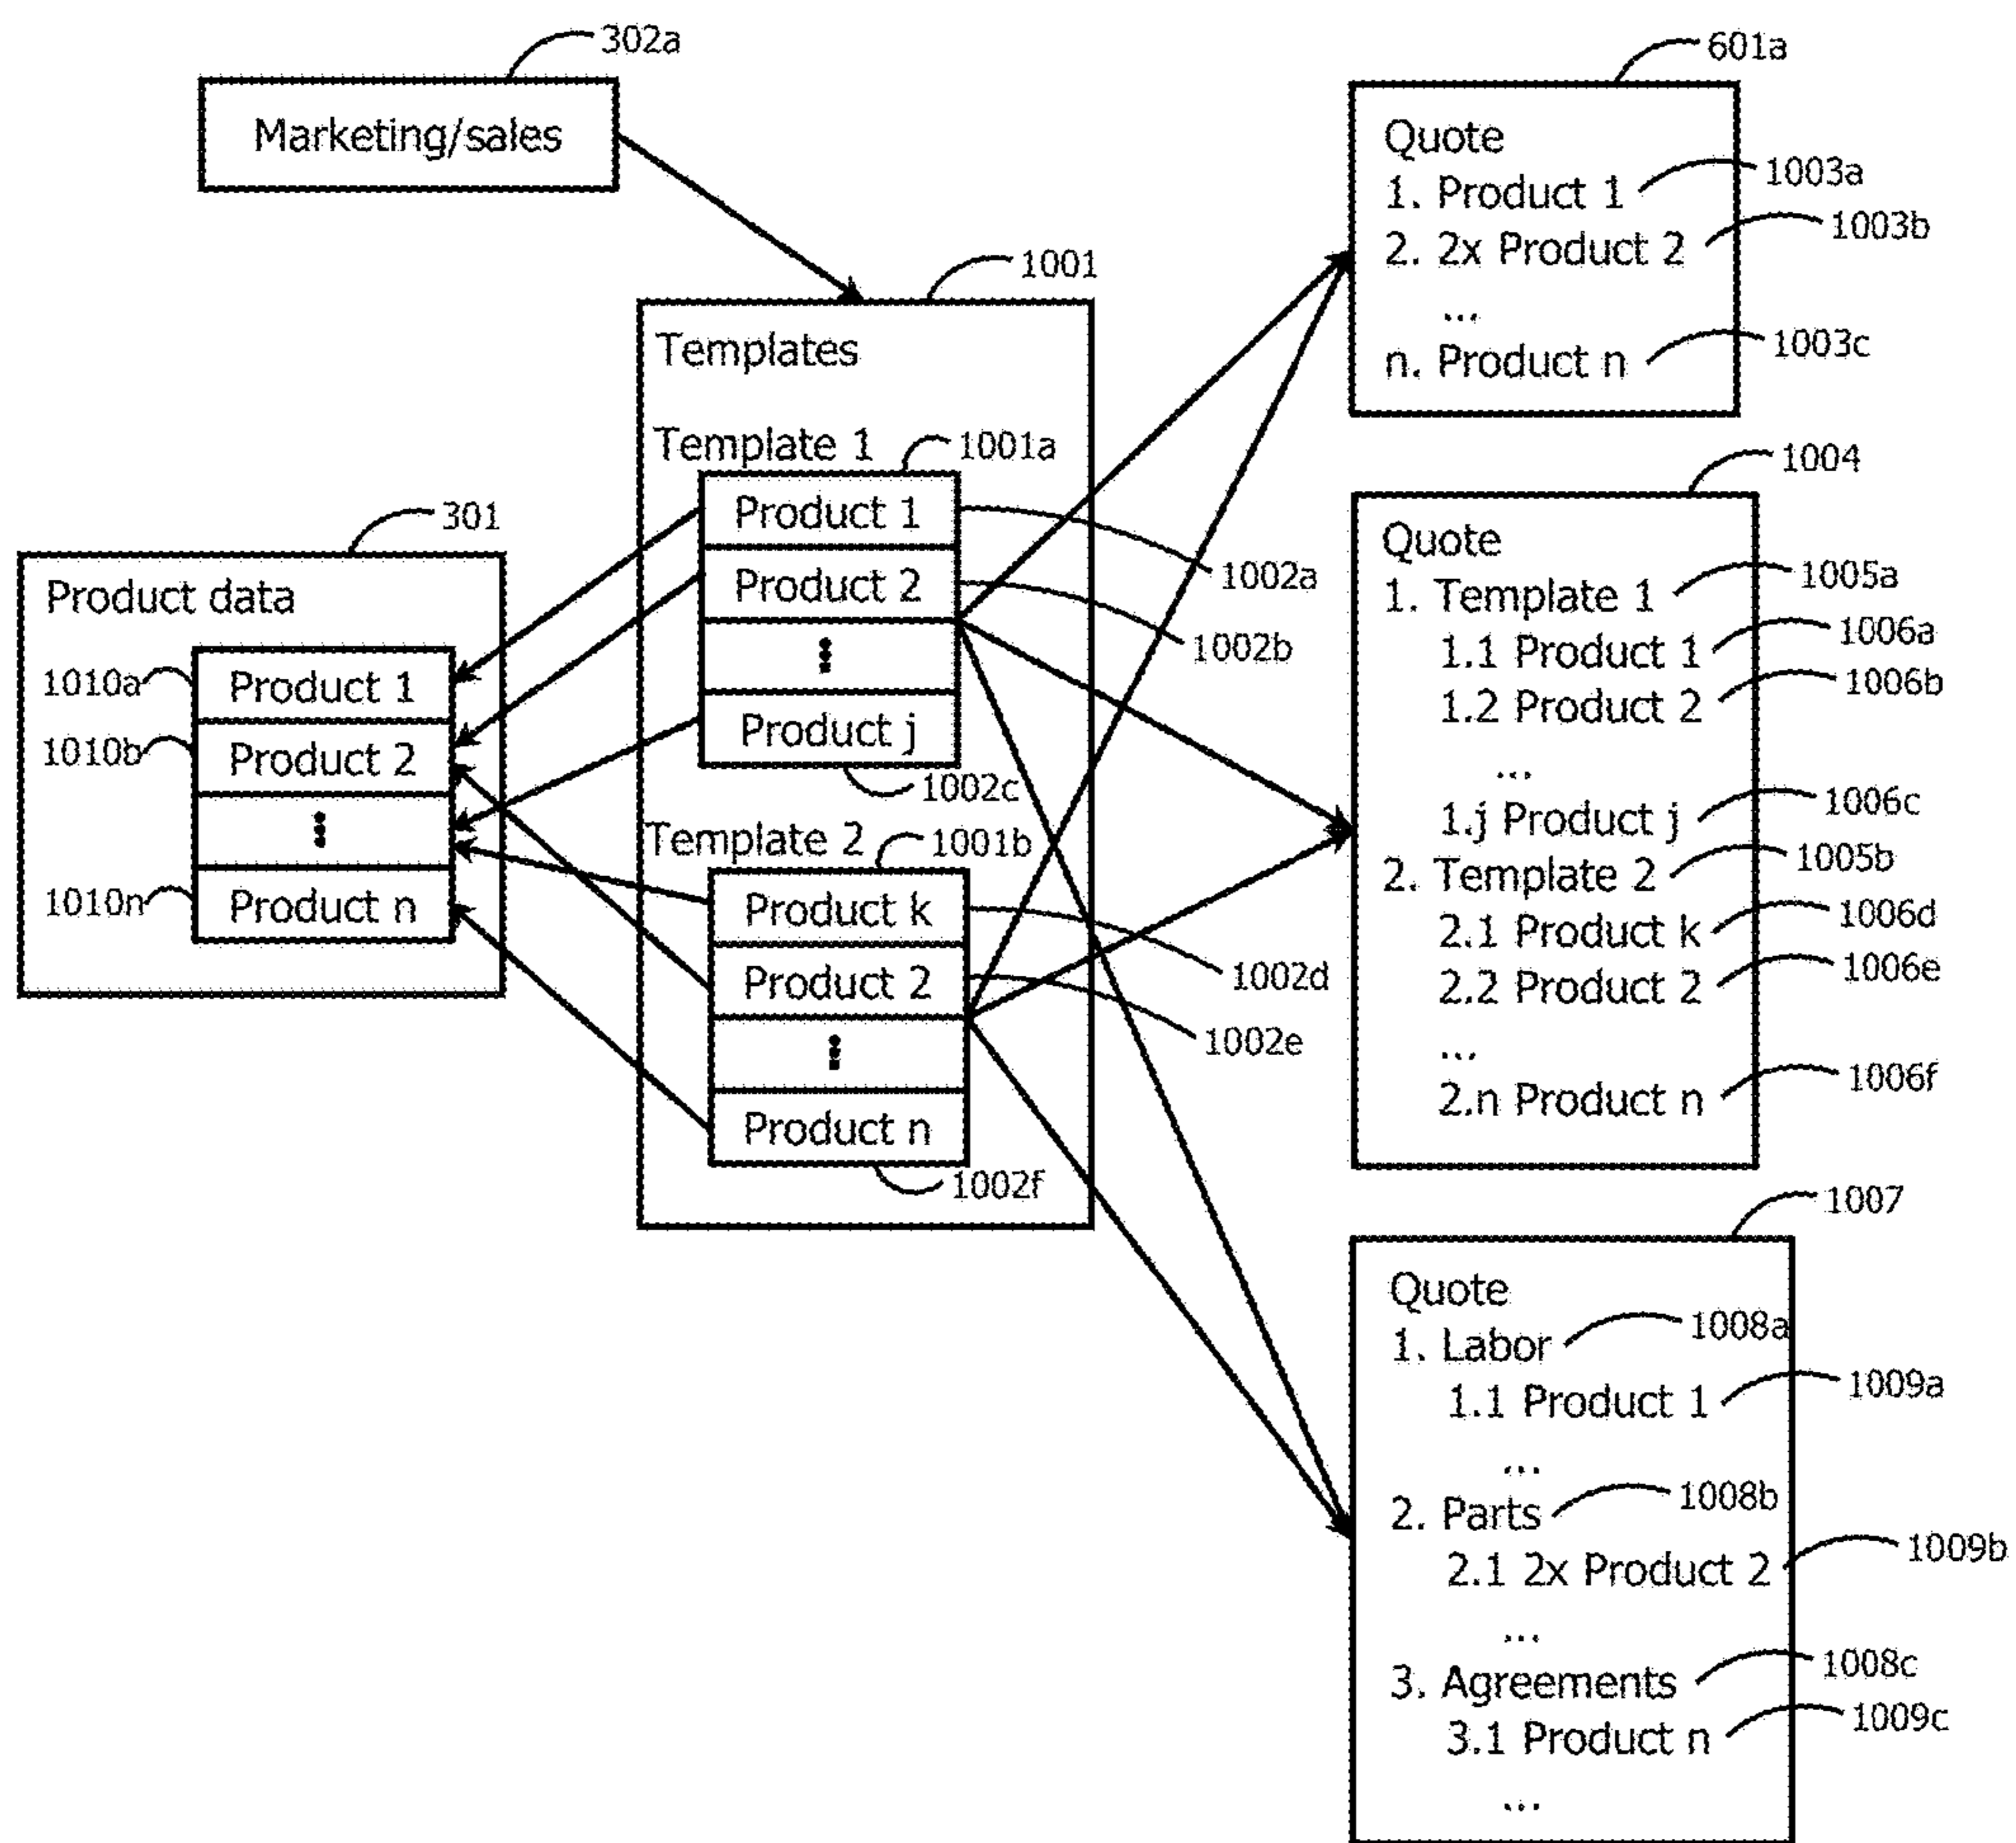 302a
Marketing/sales
1001
Templates
Template 1
1001a
Product 1
Product 2
⋮
Product j
1002a
1002b
1002c
Template 2
1001b
Product k
Product 2
⋮
Product n
1002d
1002e
1002f
301
Product data
1010a
Product 1
1010b
Product 2
⋮
1010n
Product n
601a
Quote
1. Product 1
1003a
2. 2x Product 2
1003b
...
n. Product n
1003c
1004
Quote
1. Template 1
1005a
1.1 Product 1
1006a
1.2 Product 2
1006b
...
1.j Product j
1006c
2. Template 2
1005b
2.1 Product k
1006d
2.2 Product 2
1006e
...
2.n Product n
1006f
1007
Quote
1. Labor
1008a
1.1 Product 1
1009a
...
2. Parts
1008b
2.1 2x Product 2
1009b
...
3. Agreements
1008c
3.1 Product n
1009c
...